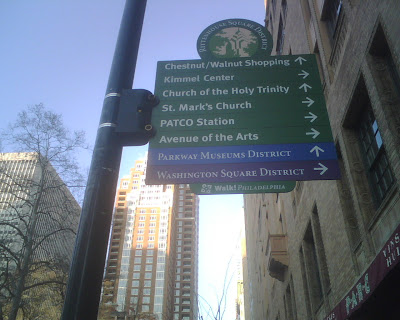 RITTENHOUSE SQUARE DISTRICT
Chestnut/Walnut Shopping ↑
Kimmel Center →
Church of the Holy Trinity →
St. Mark's Church →
PATCO Station →
Avenue of the Arts →
PARKWAY MUSEUMS DISTRICT ↑
WASHINGTON SQUARE DISTRICT →
Walk! PHILADELPHIA